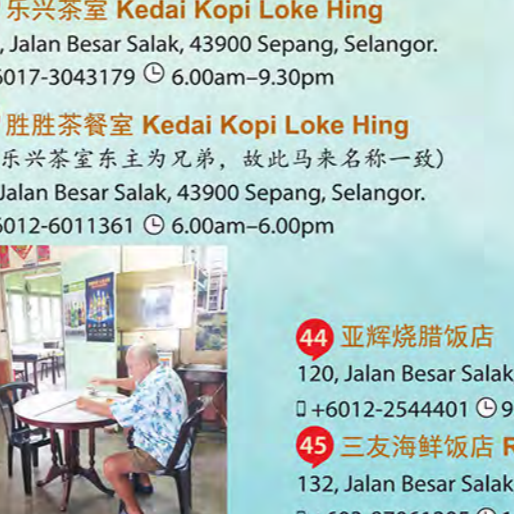 乐兴茶室 Kedai Kopi Loke Hing
, Jalan Besar Salak, 43900 Sepang, Selangor.
6017-3043179 6.00am–9.30pm
胜胜茶餐室 Kedai Kopi Loke Hing
乐兴茶室东主为兄弟，故此马来名称一致）
Jalan Besar Salak, 43900 Sepang, Selangor.
6012-6011361 6.00am–6.00pm
44 亚辉烧腊饭店
120, Jalan Besar Salak
+6012-2544401 9
45 三友海鲜饭店 R
132, Jalan Besar Salak